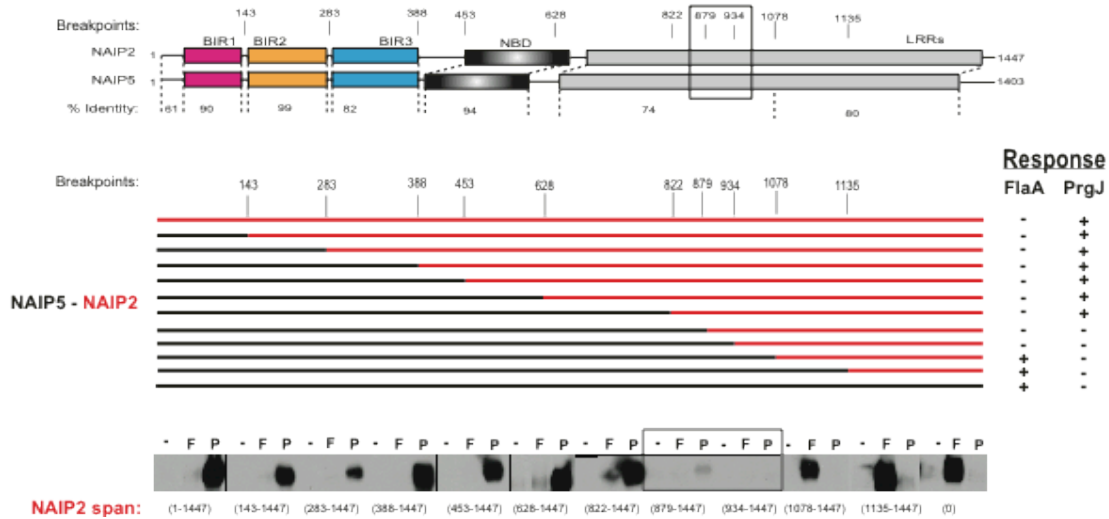 Breakpoints: 143 283 388 453 628 822 879 934 1078 1135
BIR1 BIR2 BIR3 NBD LRRs
NAIP2 1 1447
NAIP5 1 1403
% Identity: 61 90 99 82 94 74 80
Response
Breakpoints: 143 283 388 453 628 822 879 934 1078 1135 FlaA PrgJ
- +
- +
- +
- +
- +
NAIP5 - NAIP2 - +
- +
- -
- -
+ -
+ -
+ -
- F P - F P - F P - F P - F P - F P - F P - F P - F P - F P - F P - F P
NAIP2 span: (1-1447) (143-1447) (283-1447) (388-1447) (453-1447) (628-1447) (822-1447) (879-1447) (934-1447) (1078-1447) (1135-1447) (0)